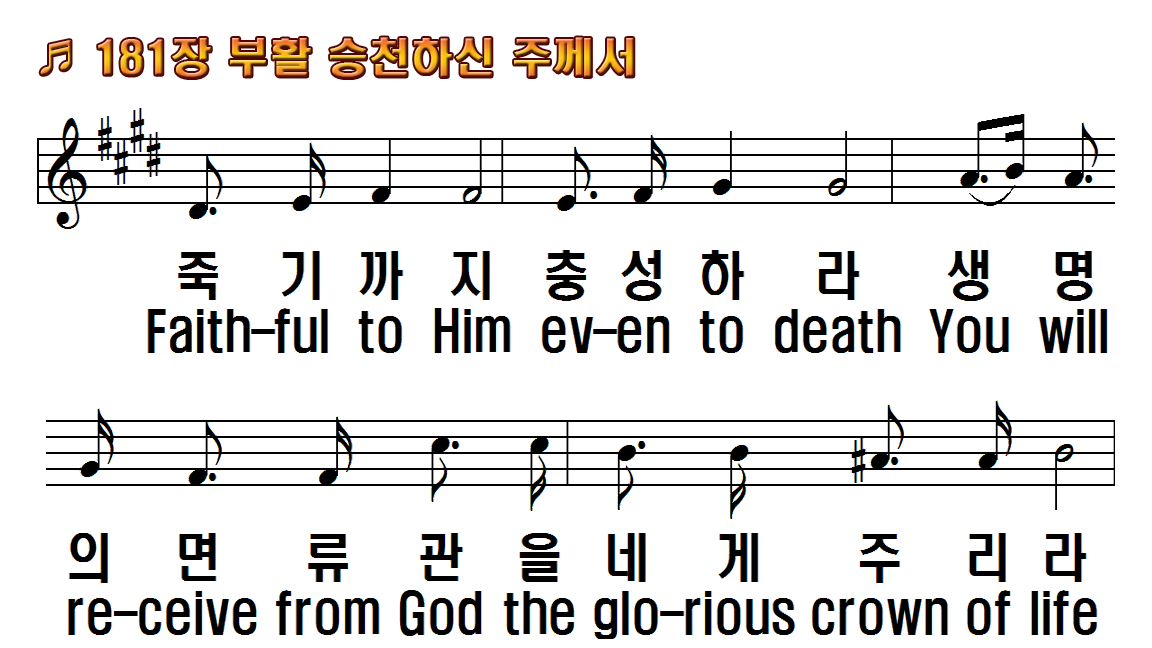 181장 부활 승천하신 주께서
죽 기 까 지 충 성 하 라 생 명
Faith-ful to Him ev-en to death You will
의 면 류 관 을 네 게 주 리 라
re-ceive from God the glo-rious crown of life